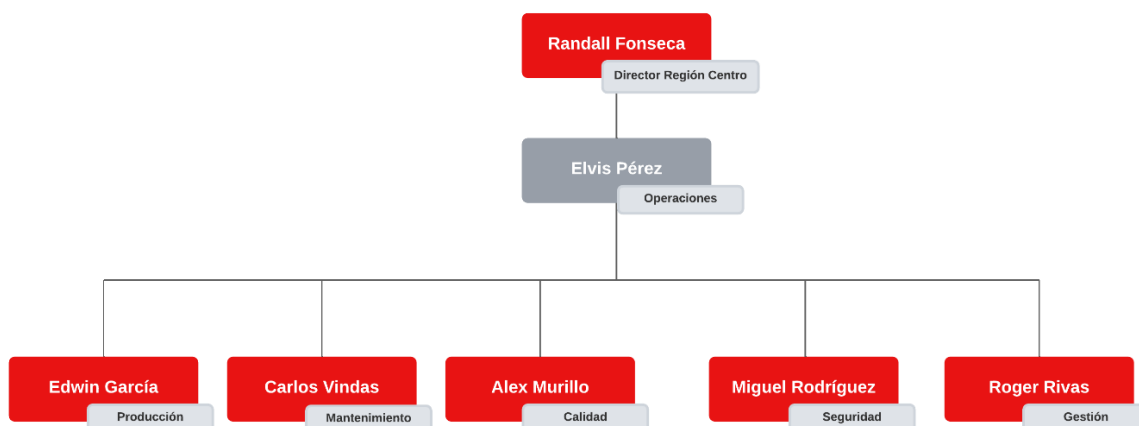 Randall Fonseca
Director Región Centro
Elvis Pérez
Operaciones
Edwin García
Producción
Carlos Vindas
Mantenimiento
Alex Murillo
Calidad
Miguel Rodríguez
Seguridad
Roger Rivas
Gestión